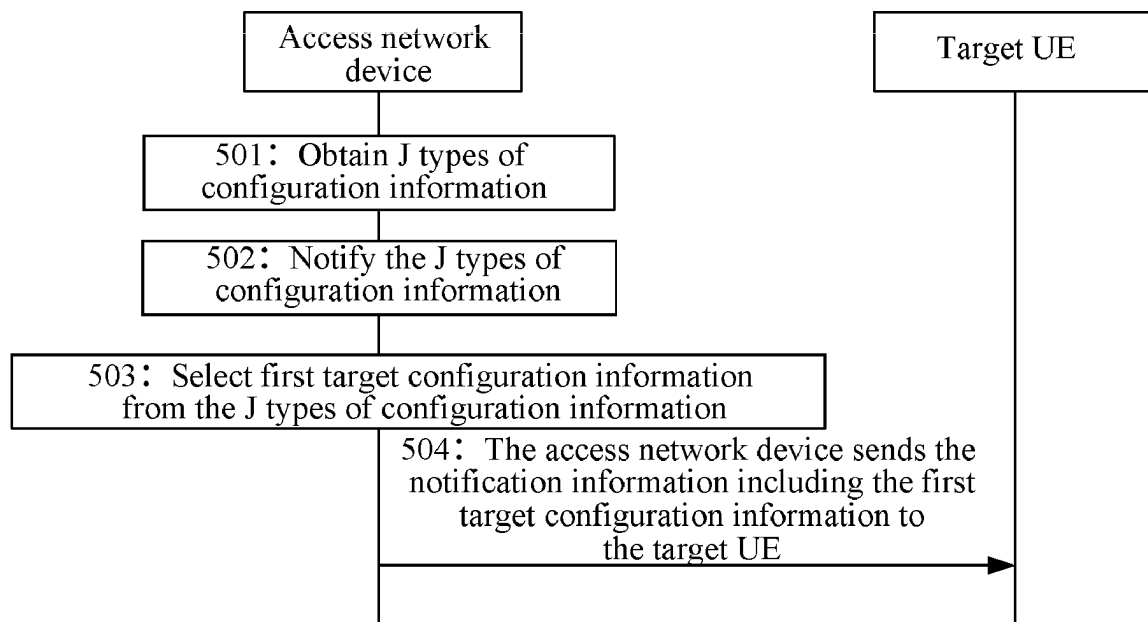 Access network
device
Target UE
501: Obtain J types of
configuration information
502: Notify the J types of
configuration information
503: Select first target configuration information
from the J types of configuration information
504: The access network device sends the
notification information including the first
target configuration information to
the target UE